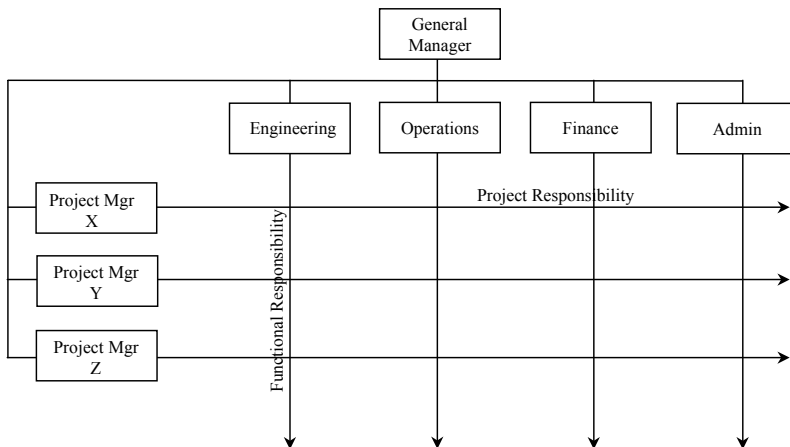 General
Manager
Engineering
Operations
Finance
Admin
Project Mgr
X
Project Responsibility
Functional Responsibility
Project Mgr
Y
Project Mgr
Z